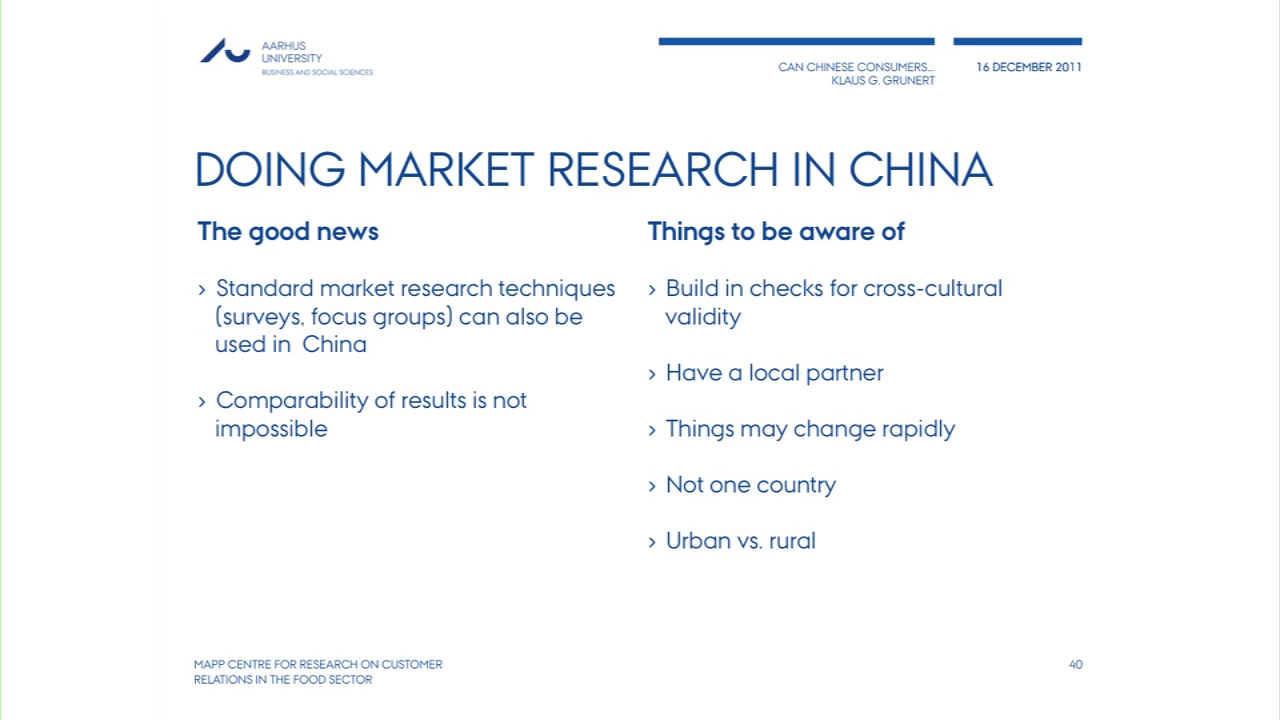 AARHUS
UNIVERSITY
BUSINESS AND SOCIAL SCIENCES
CAN CHINESE CONSUMERS...
KLAUS G. GRUNERT
16 DECEMBER 2011
DOING MARKET RESEARCH IN CHINA
The good news
› Standard market research techniques
(surveys, focus groups) can also be
used in  China
› Comparability of results is not
impossible
Things to be aware of
› Build in checks for cross-cultural
validity
› Have a local partner
› Things may change rapidly
› Not one country
› Urban vs. rural
MAPP CENTRE FOR RESEARCH ON CUSTOMER
RELATIONS IN THE FOOD SECTOR
40